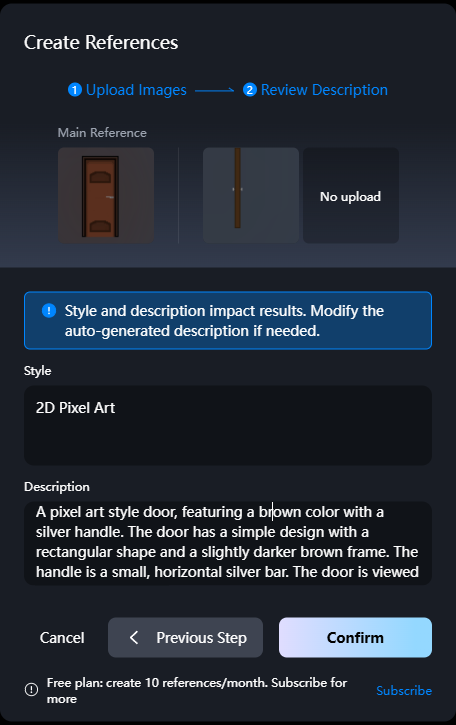 Create References
1 Upload Images
2 Review Description
Main Reference
No upload
Style and description impact results. Modify the
auto-generated description if needed.
Style
2D Pixel Art
Description
A pixel art style door, featuring a brown color with a
silver handle. The door has a simple design with a
rectangular shape and a slightly darker brown frame. The
handle is a small, horizontal silver bar. The door is viewed
Cancel
Previous Step
Confirm
Free plan: create 10 references/month. Subscribe for
more
Subscribe